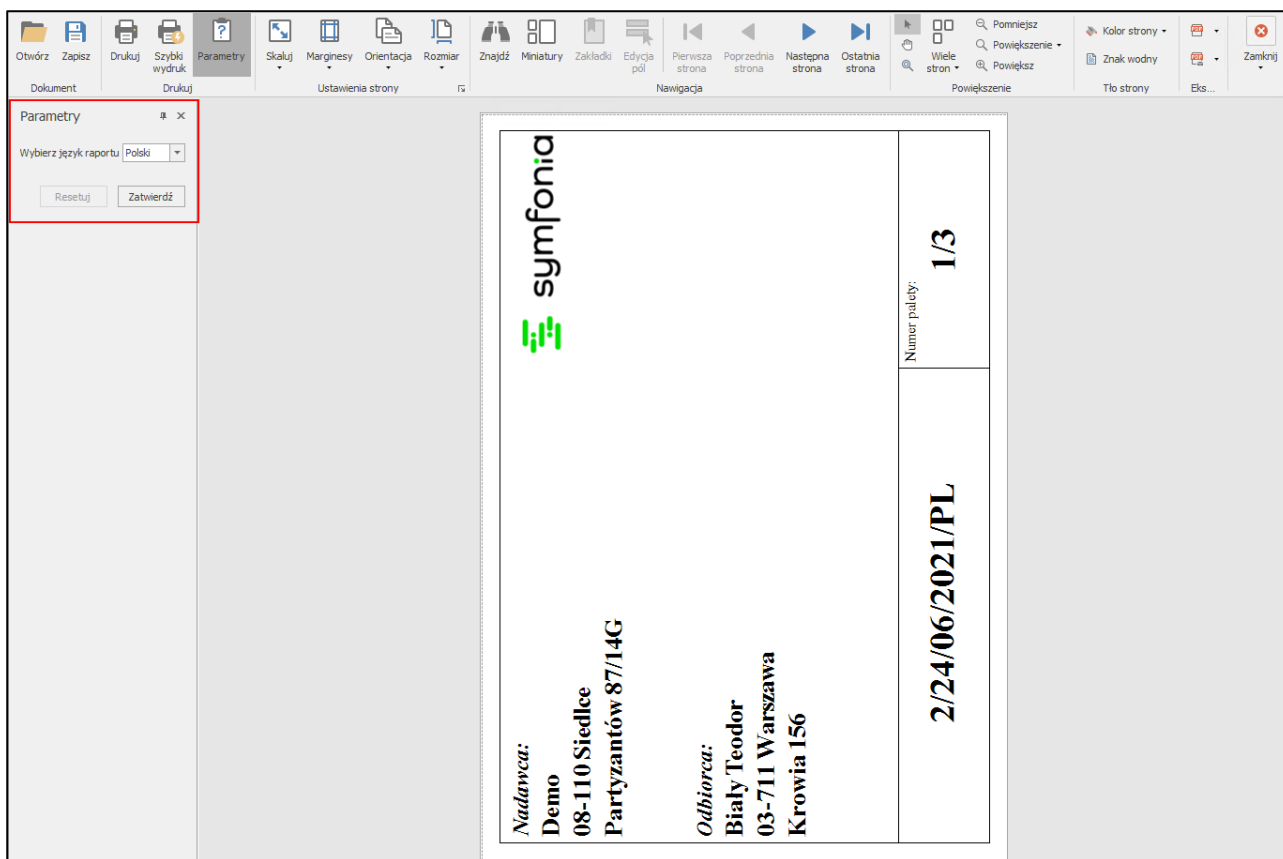 Otwórz
Zapisz
Drukuj
Szybki
wydruk
Parametry
Skaluj
Marginesy
Orientacja
Rozmiar
Znajdź
Miniatury
Zakładki
Edycja
pól
Pierwsza
strona
Poprzednia
strona
Następna
strona
Ostatnia
strona
Wiele
stron
Pomniejsz
Powiększenie
Powiększ
Kolor strony
Znak wodny
Zamknij
Dokument
Drukuj
Ustawienia strony
Nawigacja
Powiększenie
Tło strony
Eks...
Parametry
Wybierz język raportu Polski
Resetuj
Zatwierdź
symfonia
Nadawca:
Demo
08-110 Siedlce
Partyzantów 87/14G
Odbiorca:
Biały Teodor
03-711 Warszawa
Krowia 156
2/24/06/2021/PL
Numer palety:
1/3